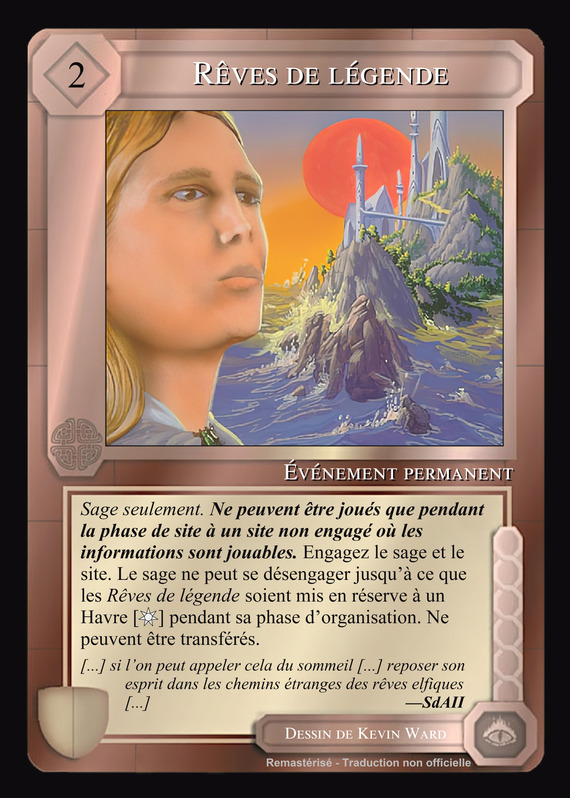 2
RÊVES DE LÉGENDE
ÉVÉNEMENT PERMANENT
Sage seulement. Ne peuvent être joués que pendant
la phase de site à un site non engagé où les
informations sont jouables. Engagez le sage et le
site. Le sage ne peut se désengager jusqu’à ce que
les Rêves de légende soient mis en réserve à un
Havre [☼] pendant sa phase d’organisation. Ne
peuvent être transférés.
[...] si l’on peut appeler cela du sommeil [...] reposer son
esprit dans les chemins étranges des rêves elfiques
[...] —SdAII
DESSIN DE KEVIN WARD
Remastérisé - Traduction non officielle